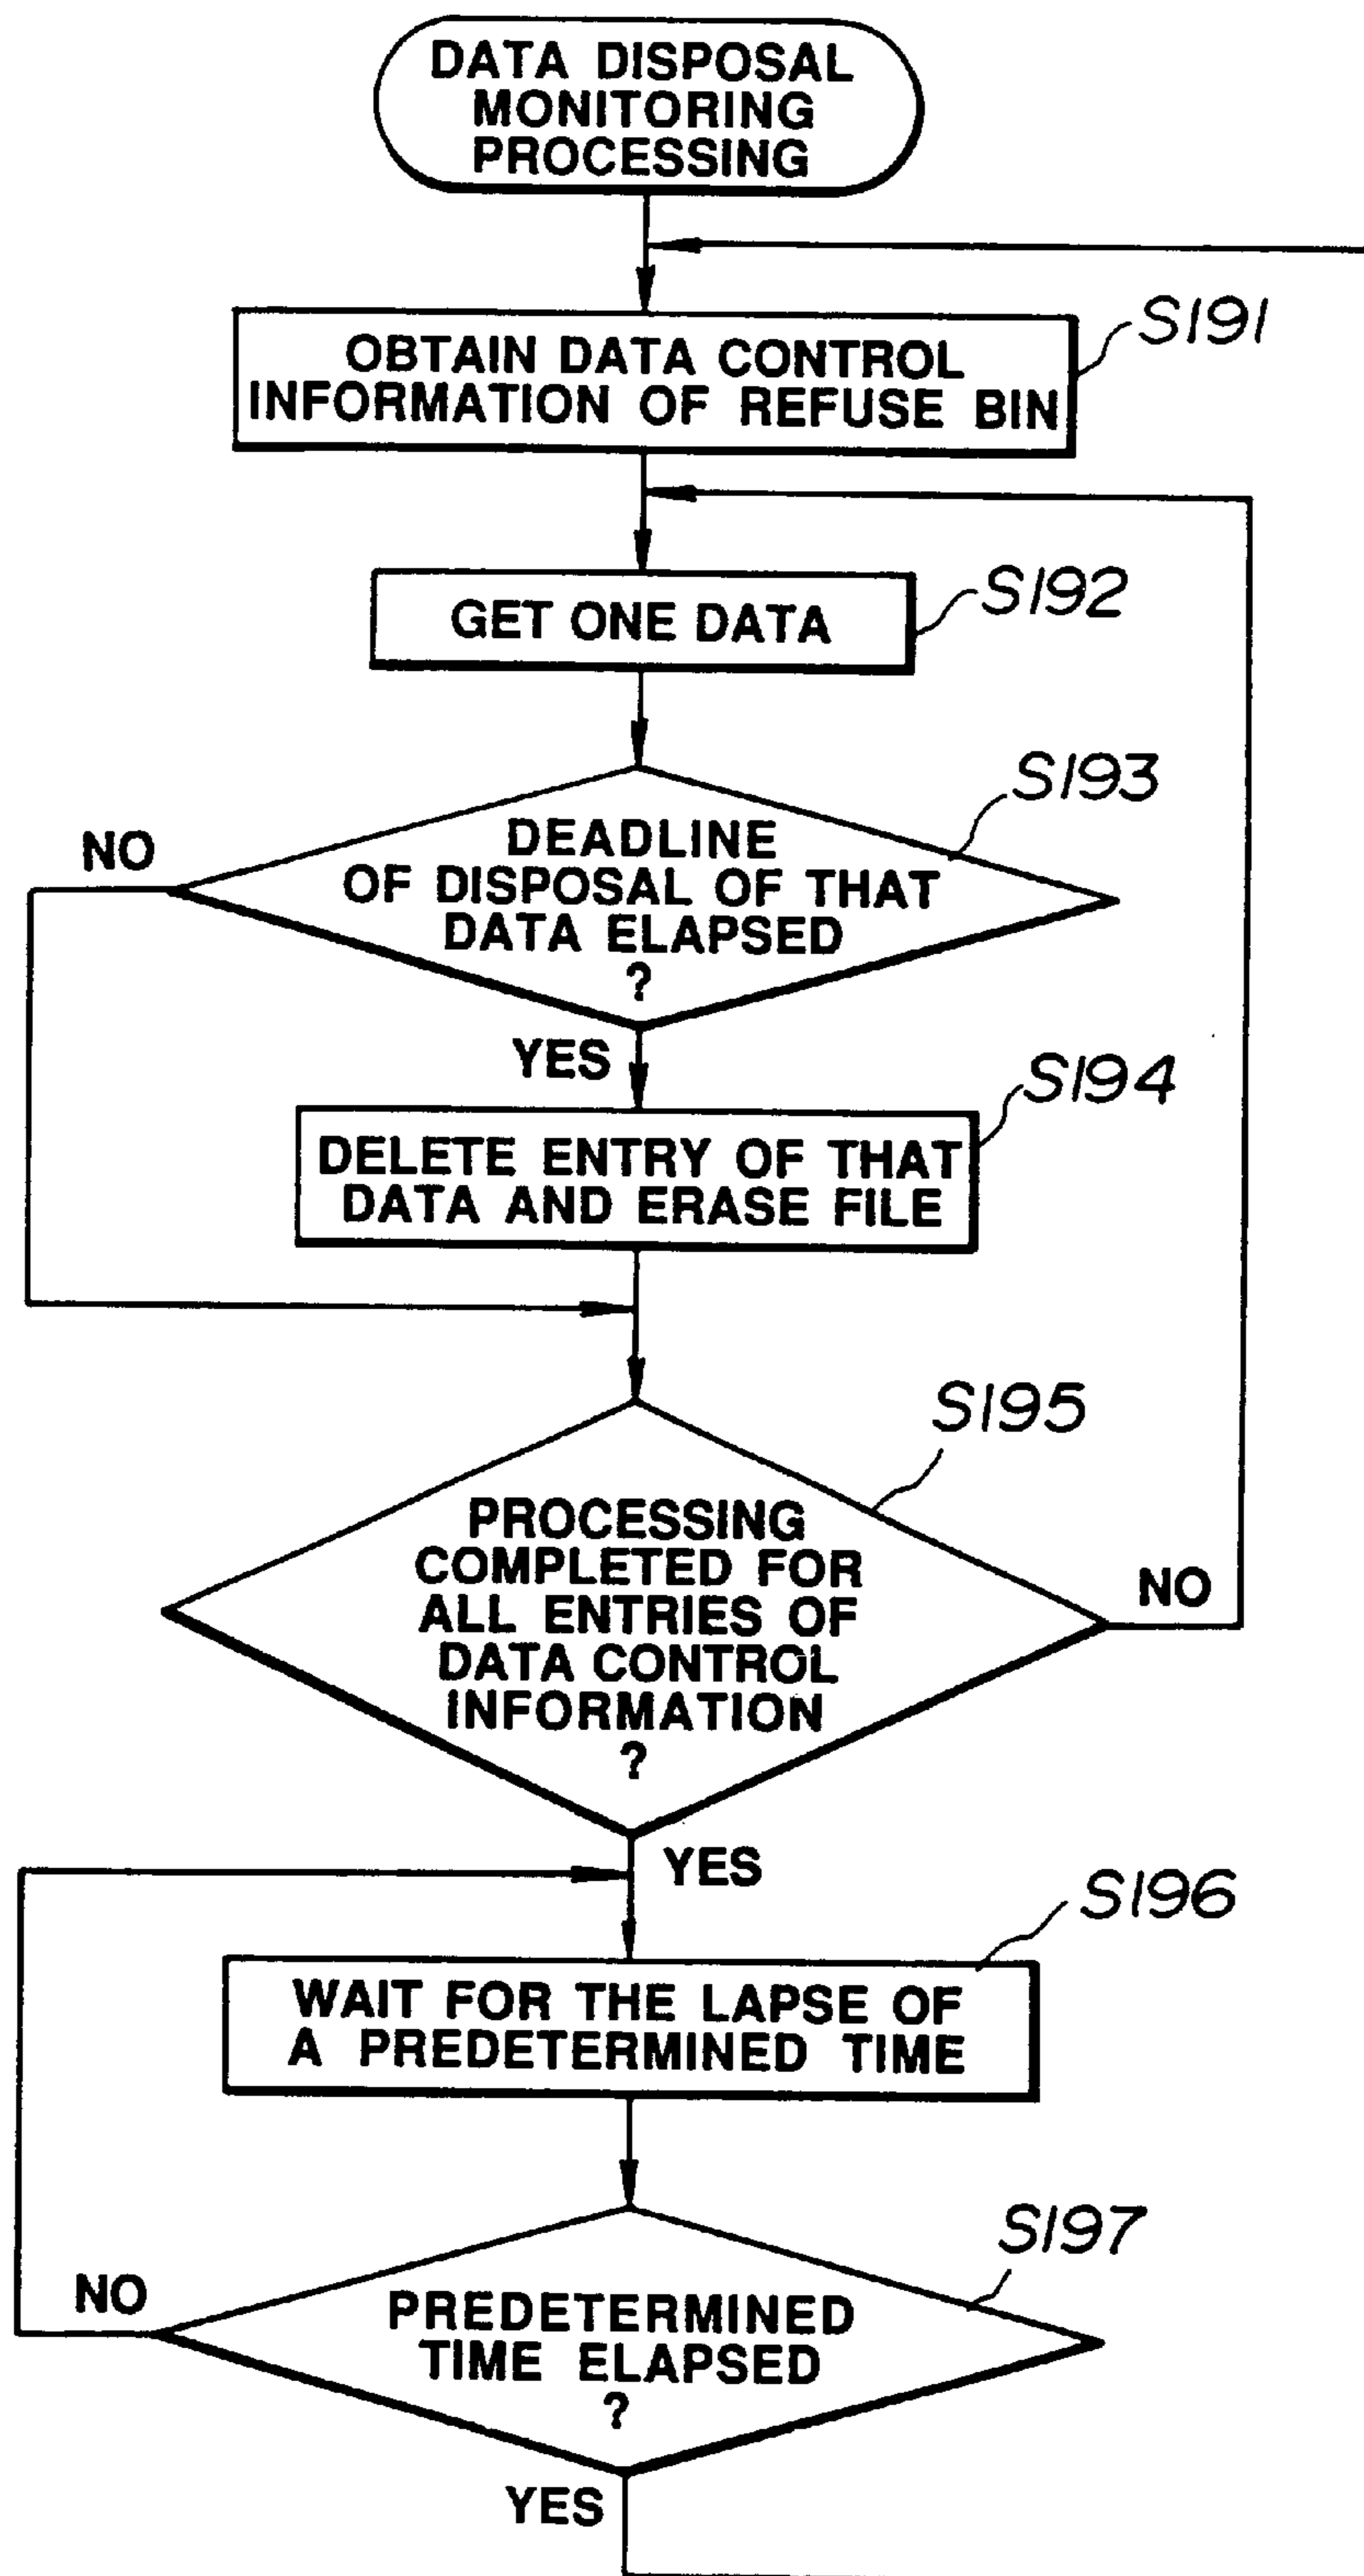 DATA DISPOSAL
MONITORING
PROCESSING
S191
OBTAIN DATA CONTROL
INFORMATION OF REFUSE BIN
S192
GET ONE DATA
S193
NO
DEADLINE
OF DISPOSAL OF THAT
DATA ELAPSED
?
YES
S194
DELETE ENTRY OF THAT
DATA AND ERASE FILE
S195
PROCESSING
COMPLETED FOR
ALL ENTRIES OF
DATA CONTROL
INFORMATION
?
NO
YES
S196
WAIT FOR THE LAPSE OF
A PREDETERMINED TIME
S197
NO
PREDETERMINED
TIME ELAPSED
?
YES